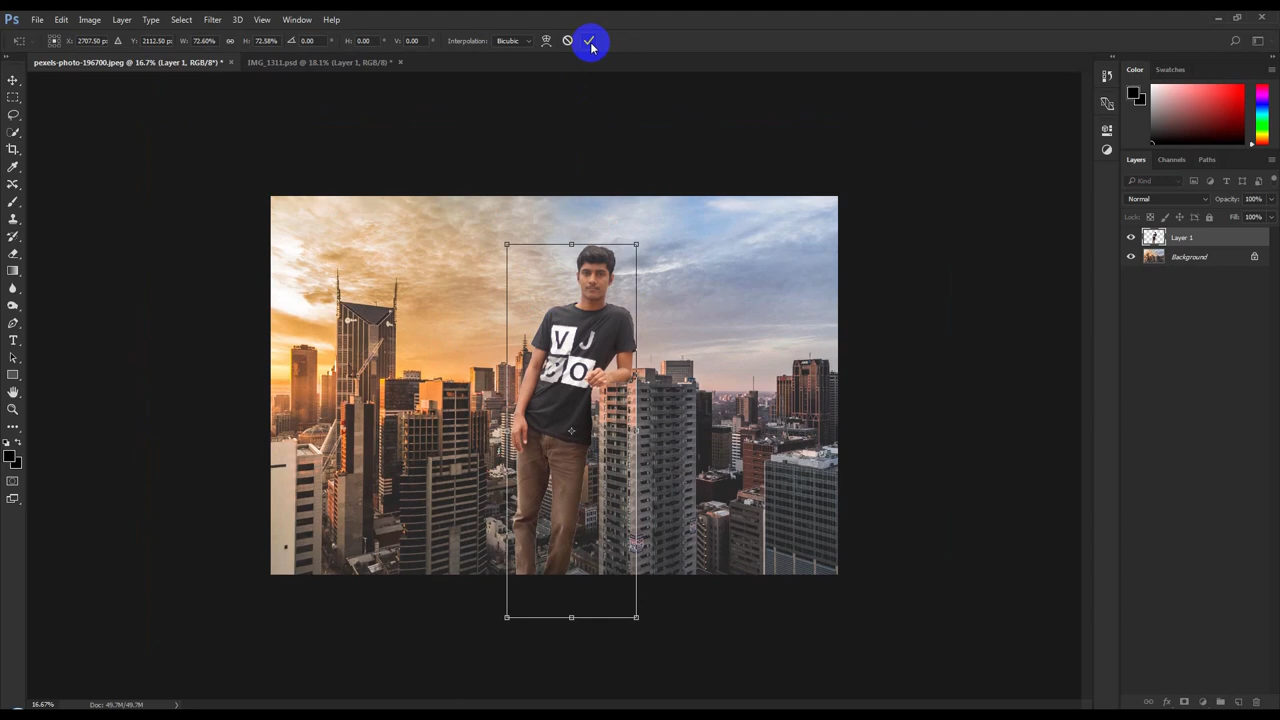 Ps File Edit Image Layer Type Select Filter 3D View Window Help
X: 2707.50 px Y: 2112.50 px W: 72.60% H: 72.58% 0.00 ° H: 0.00 ° V: 0.00 ° Interpolation: Bicubic
pexels-photo-196700.jpeg @ 16.7% (Layer 1, RGB/8*) * × IMG_1311.psd @ 18.1% (Layer 1, RGB/8) * ×
Color Swatches
Layers Channels Paths
Kind
Normal Opacity: 100%
Lock: Fill: 100%
Layer 1
Background
V J
O
16.67% Doc: 49.7M/49.7M